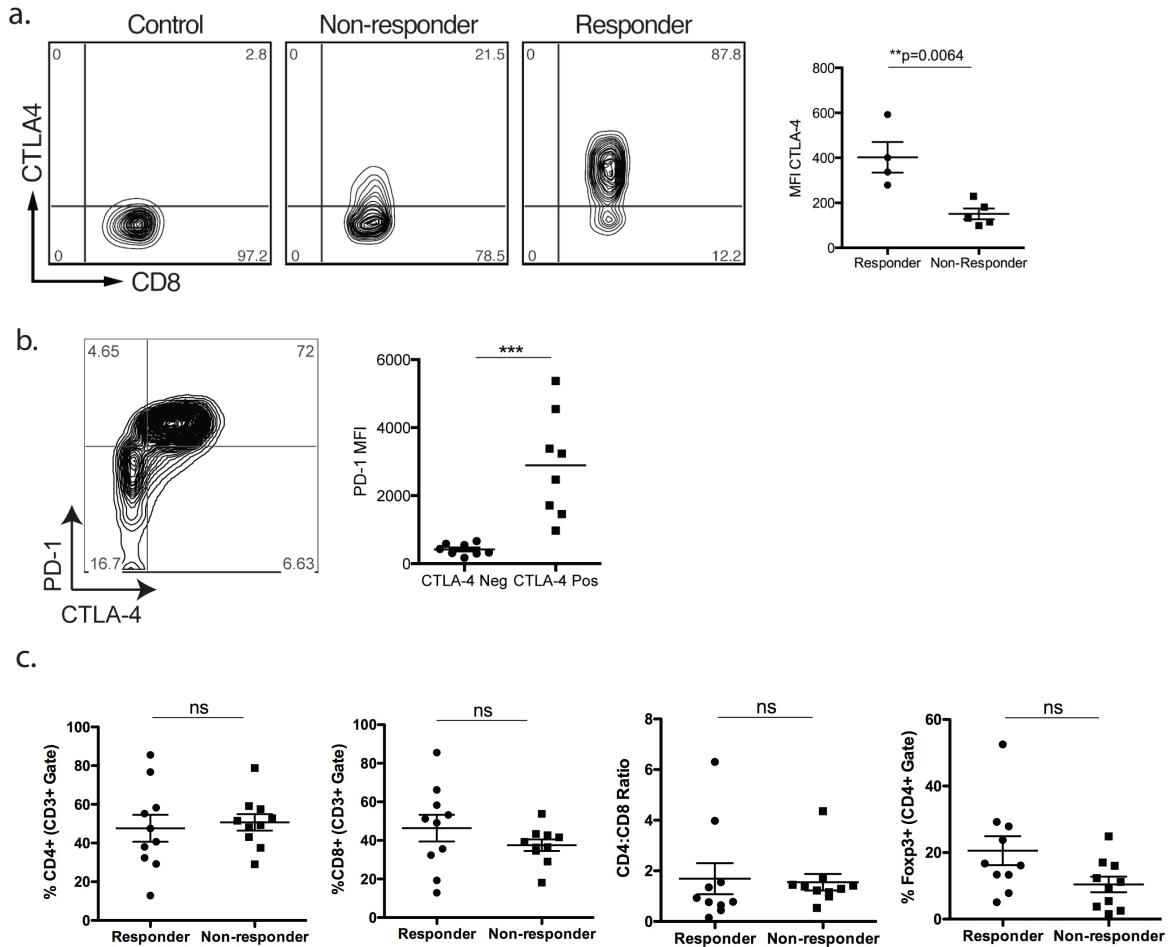 a.
Control
Non-responder
Responder
0
2.8
0
21.5
0
87.8
CTLA4
0
97.2
0
78.5
0
12.2
CD8
**p=0.0064
800
600
400
200
0
MFI CTLA-4
Responder
Non-Responder
b.
4.65
72
16.7
6.63
PD-1
CTLA-4
***
6000
4000
2000
0
PD-1 MFI
CTLA-4 Neg
CTLA-4 Pos
c.
ns
100
80
60
40
20
0
% CD4+ (CD3+ Gate)
Responder
Non-responder
ns
100
80
60
40
20
0
%CD8+ (CD3+ Gate)
Responder
Non-responder
ns
8
6
4
2
0
CD4:CD8 Ratio
Responder
Non-responder
ns
60
40
20
0
% Foxp3+ (CD4+ Gate)
Responder
Non-responder